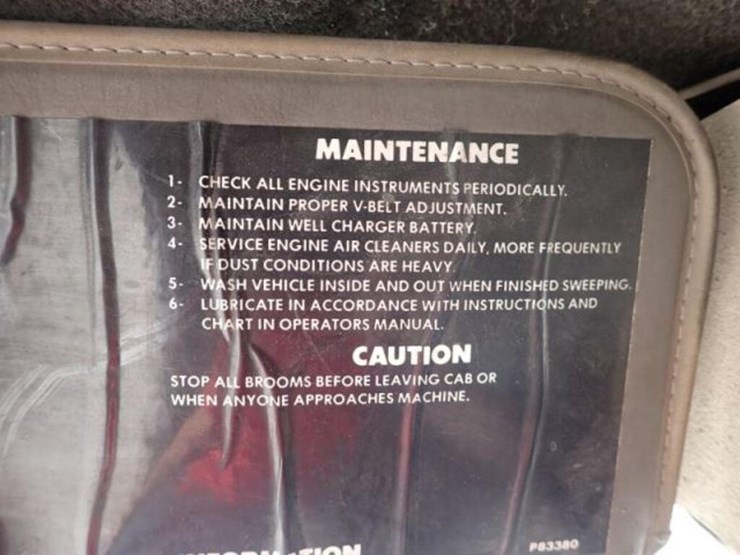 MAINTENANCE
1- CHECK ALL ENGINE INSTRUMENTS PERIODICALLY.
2- MAINTAIN PROPER V-BELT ADJUSTMENT.
3- MAINTAIN WELL CHARGER BATTERY.
4- SERVICE ENGINE AIR CLEANERS DAILY, MORE FREQUENTLY
IF DUST CONDITIONS ARE HEAVY.
5- WASH VEHICLE INSIDE AND OUT WHEN FINISHED SWEEPING.
6- LUBRICATE IN ACCORDANCE WITH INSTRUCTIONS AND
CHART IN OPERATORS MANUAL.
CAUTION
STOP ALL BROOMS BEFORE LEAVING CAB OR
WHEN ANYONE APPROACHES MACHINE.
P83380